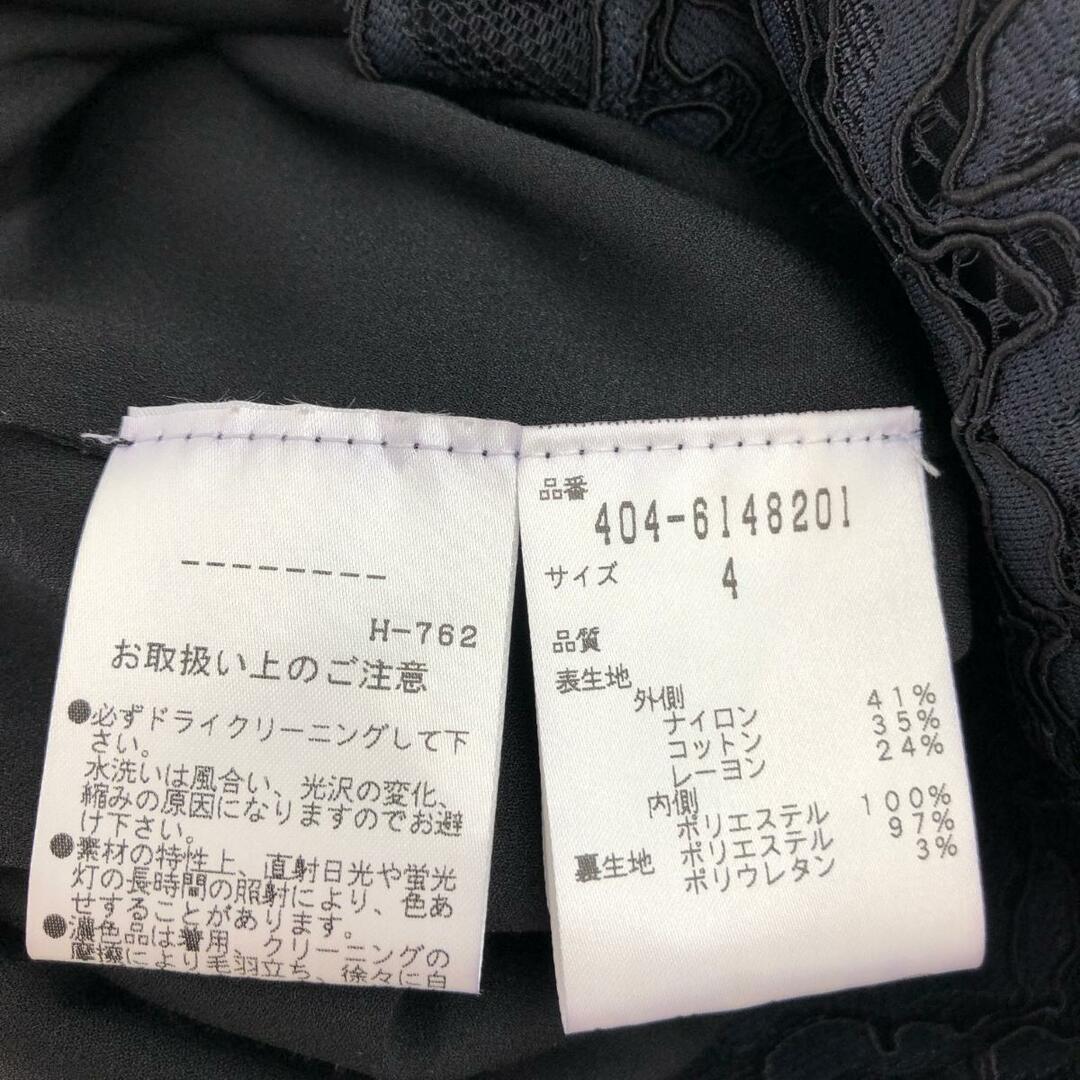 --------
H-762
お取扱い上のご注意
●必ずドライクリーニングして下
さい。
水洗いは風合い、光沢の変化、
縮みの原因になりますのでお避
け下さい。
●素材の特性上、直射日光や蛍光
灯の長時間の照射により、色あ
せすることがあります。
●濃色品は着用、クリーニングの
摩擦により毛羽立ち、徐々に白
品番
404-6148201
サイズ 4
品質
表生地
外側
ナイロン 41%
コットン 35%
レーヨン 24%
内側
ポリエステル 100%
裏生地 ポリエステル 97%
ポリウレタン 3%